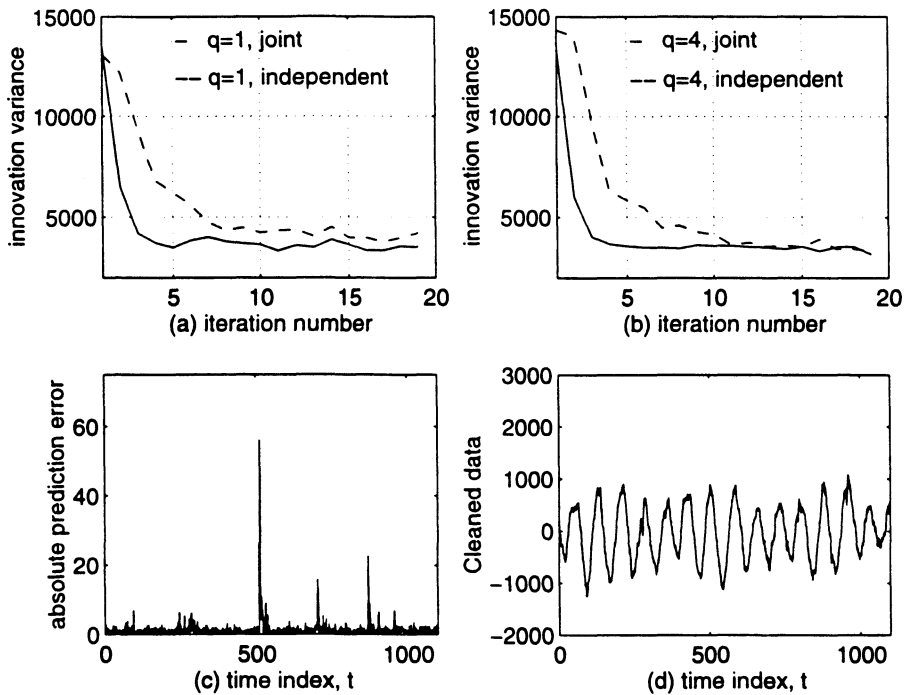 15000
10000
5000
innovation variance
– q=1, joint
–– q=1, independent
5 10 15 20
(a) iteration number
15000
10000
5000
innovation variance
– q=4, joint
–– q=4, independent
5 10 15 20
(b) iteration number
60
40
20
0
absolute prediction error
0 500 1000
(c) time index, t
3000
2000
1000
0
−1000
−2000
Cleaned data
0 500 1000
(d) time index, t